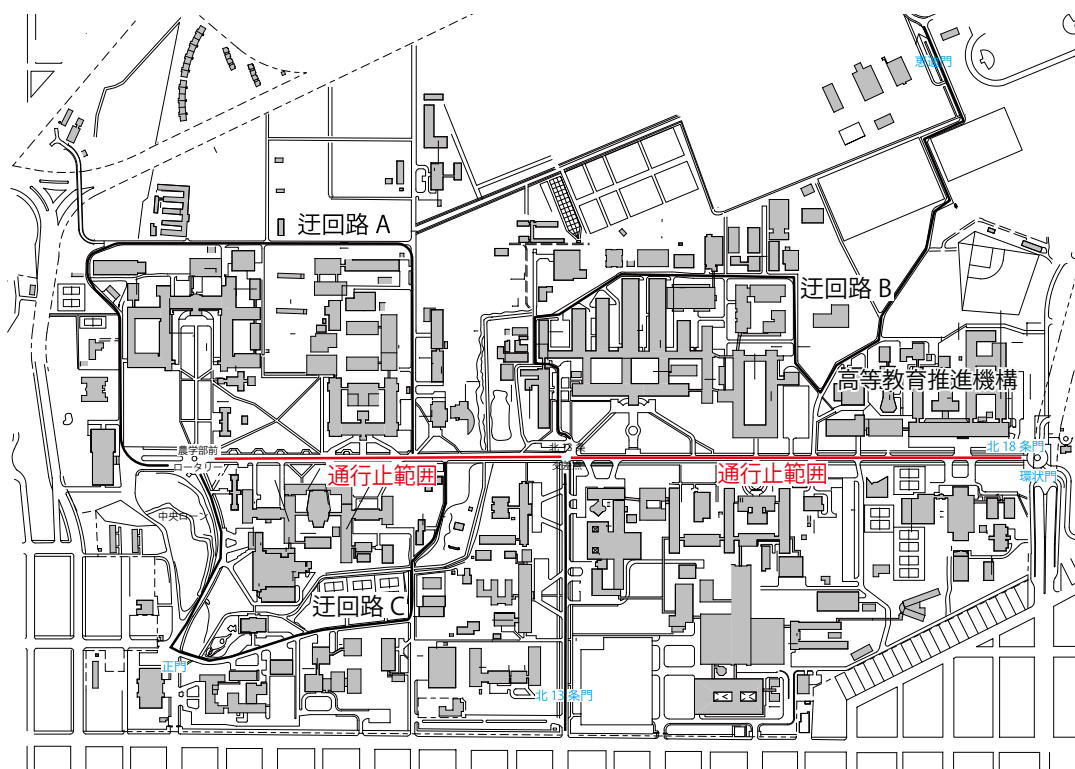 恵迪門
迂回路 A
迂回路 B
高等教育推進機構
北 18 条門
環状門
農学部前
ロータリー
北 13 条
通行止範囲
通行止範囲
中央ローン
迂回路 C
正門
北 13 条門